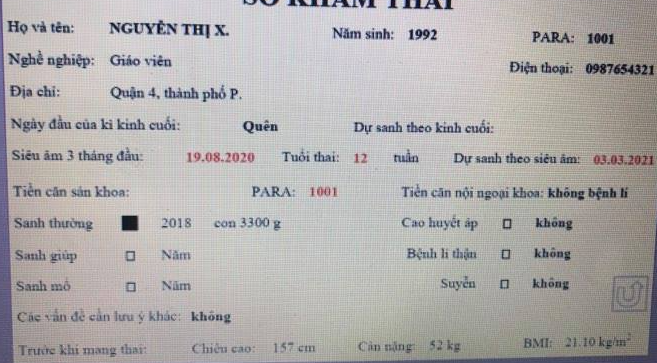 SỔ KHÁM THAI
Họ và tên: NGUYỄN THỊ X. Năm sinh: 1992 PARA: 1001
Nghề nghiệp: Giáo viên Điện thoại: 0987654321
Địa chỉ: Quận 4, thành phố P.
Ngày đầu của kì kinh cuối: Quên Dự sanh theo kinh cuối:
Siêu âm 3 tháng đầu: 19.08.2020 Tuổi thai: 12 tuần Dự sanh theo siêu âm: 03.03.2021
Tiền căn sản khoa: PARA: 1001 Tiền căn nội ngoại khoa: không bệnh lí
Sanh thường ■ 2018 con 3300 g Cao huyết áp □ không
Sanh giúp □ Năm Bệnh lí thận □ không
Sanh mổ □ Năm Suyễn □ không
Các vấn đề cần lưu ý khác: không
Trước khi mang thai: Chiều cao: 157 cm Cân nặng: 52 kg BMI: 21.10 kg/m²